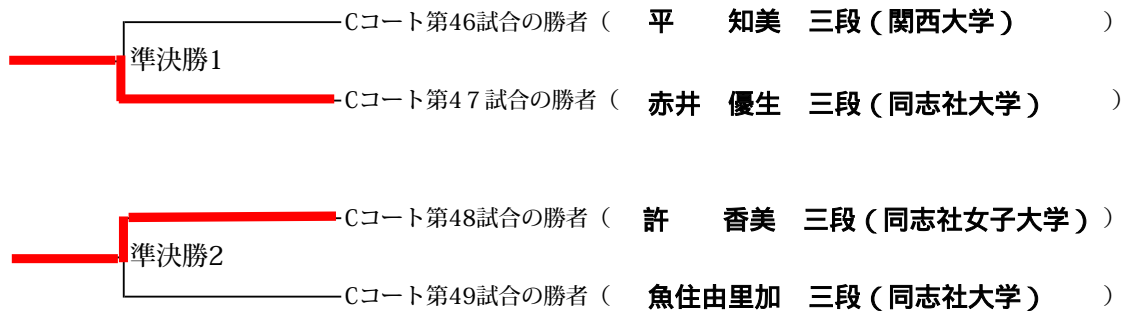 Cコート第46試合の勝者（　平　　知美　三段（関西大学）　）
準決勝1
Cコート第4７試合の勝者（　赤井　優生　三段（同志社大学）　）
Cコート第48試合の勝者（　許　　香美　三段（同志社女子大学））
準決勝2
Cコート第49試合の勝者（　魚住由里加　三段（同志社大学）　）